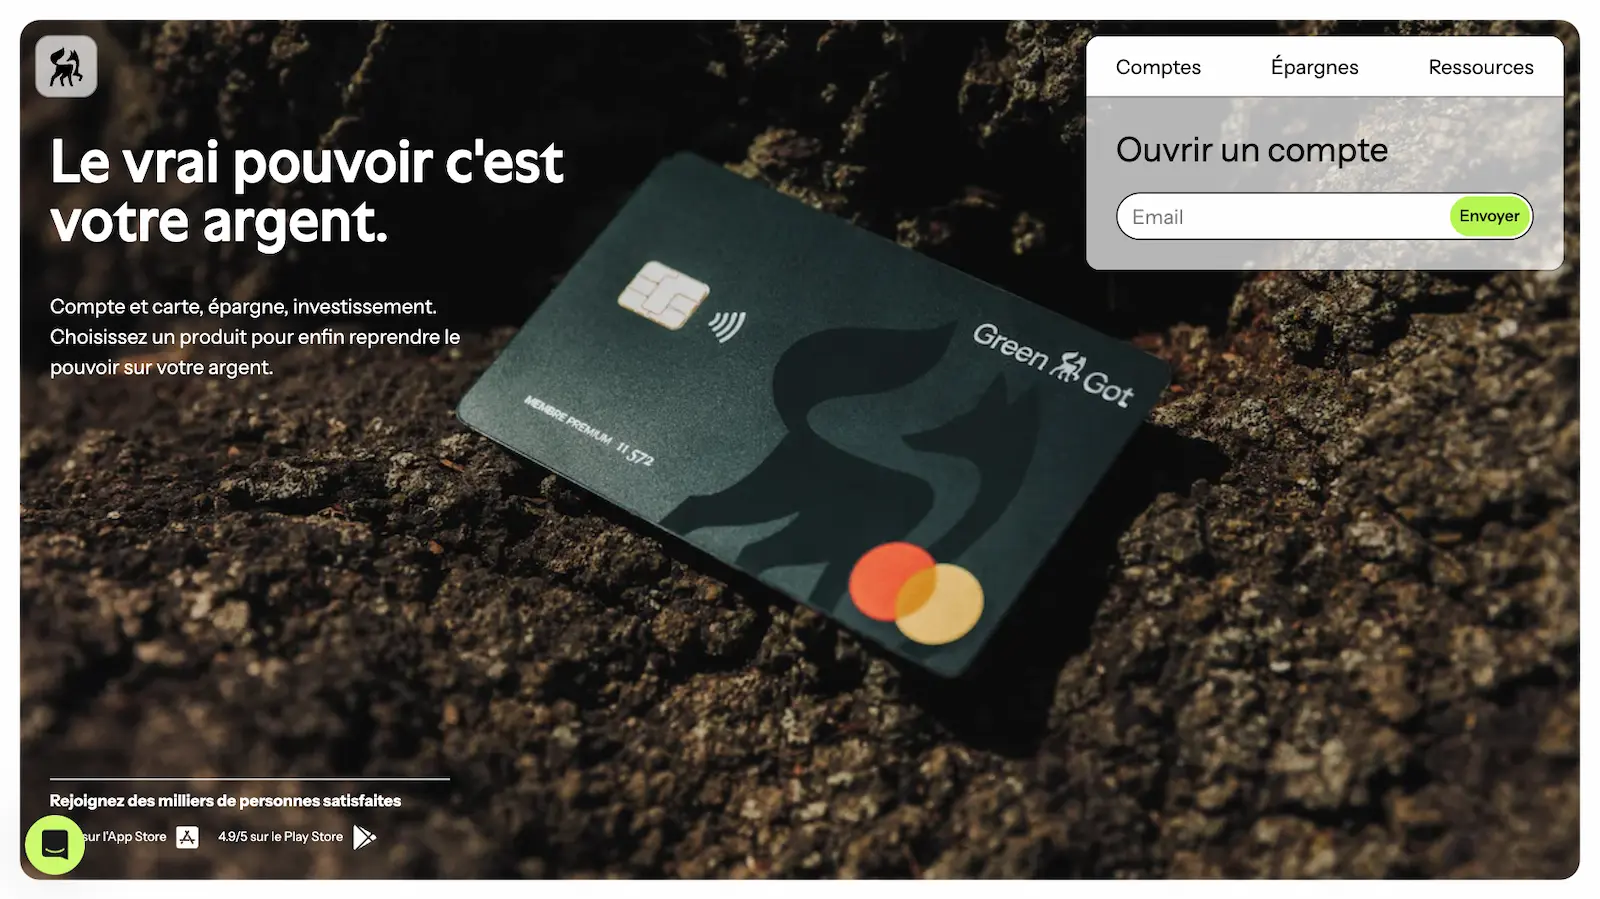 Comptes
Épargnes
Ressources
Le vrai pouvoir c'est
votre argent.
Ouvrir un compte
Email
Envoyer
Compte et carte, épargne, investissement.
Choisissez un produit pour enfin reprendre le
pouvoir sur votre argent.
Green Got
MEMBRE PREMIUM 11 572
Rejoignez des milliers de personnes satisfaites
sur l'App Store
4.9/5 sur le Play Store